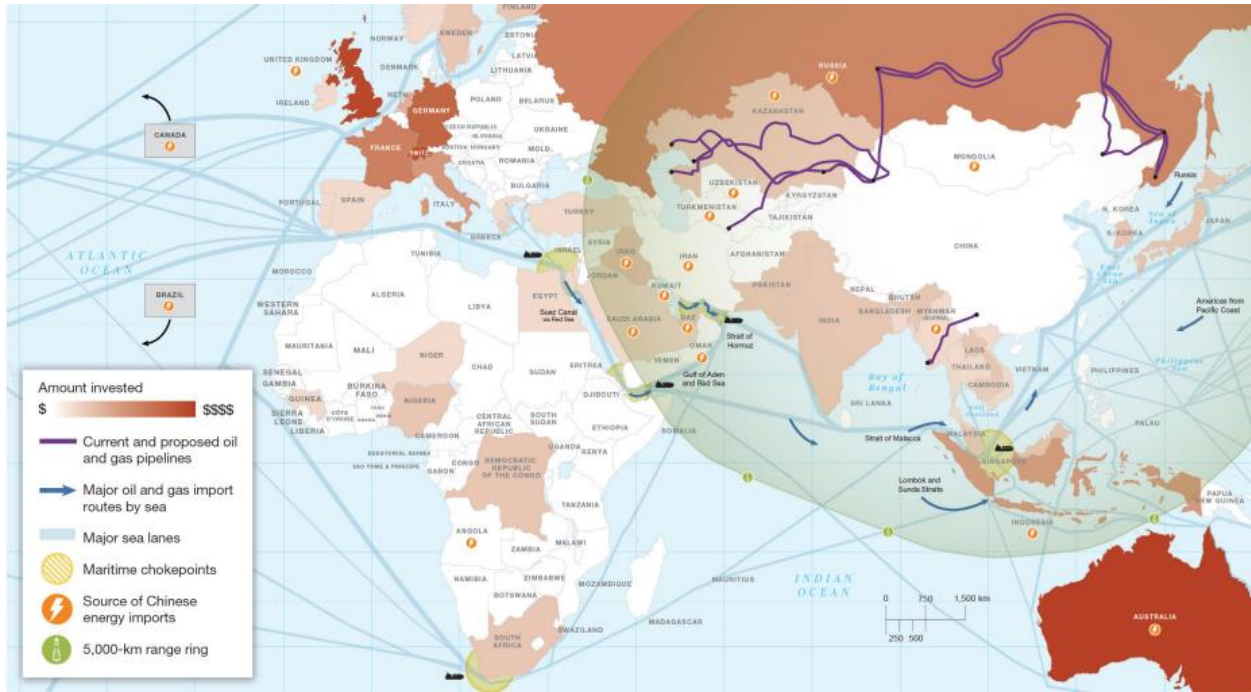 NORWAY
SWEDEN
FINLAND
ESTONIA
LATVIA
LITHUANIA
UNITED KINGDOM
DENMARK
IRELAND
NETH.
GERMANY
POLAND
BELARUS
CZECH REPUBLIC
SLOVAKIA
AUSTRIA
HUNGARY
UKRAINE
MOLD.
FRANCE
SWITZ.
CROATIA
ROMANIA
BULGARIA
PORTUGAL
SPAIN
ITALY
GREECE
TURKEY
RUSSIA
KAZAKHSTAN
UZBEKISTAN
TURKMENISTAN
KYRGYZSTAN
TAJIKISTAN
MONGOLIA
CHINA
N. KOREA
S. KOREA
JAPAN
Russia
Sea of
Japan
East
China
Sea
CANADA
BRAZIL
ATLANTIC
OCEAN
MOROCCO
WESTERN
SAHARA
ALGERIA
TUNISIA
LIBYA
EGYPT
ISRAEL
SYRIA
JORDAN
IRAQ
IRAN
KUWAIT
SAUDI ARABIA
UAE
OMAN
YEMEN
AFGHANISTAN
PAKISTAN
NEPAL
BHUTAN
BANGLADESH
INDIA
MYANMAR
(BURMA)
LAOS
THAILAND
CAMBODIA
VIETNAM
PHILIPPINES
Philippine
Sea
Americas from
Pacific Coast
Suez Canal
via Red Sea
Strait of
Hormuz
Gulf of Aden
and Red Sea
Bay of
Bengal
SRI LANKA
Gulf
Thailand
Strait of Malacca
MALAYSIA
SINGAPORE
PALAU
Lombok and
Sunda Straits
INDONESIA
PAPUA
NEW GUINEA
AUSTRALIA
MAURITANIA
MALI
NIGER
CHAD
SUDAN
ERITREA
DJIBOUTI
SENEGAL
GAMBIA
GUINEA
SIERRA
LEONE
LIBERIA
BURKINA
FASO
CÔTE
D'IVOIRE
NIGERIA
CAMEROON
CENTRAL
AFRICAN
REPUBLIC
SOUTH
SUDAN
ETHIOPIA
SOMALIA
EQUATORIAL GUINEA
SAO TOME & PRINCIPE
GABON
CONGO
DEMOCRATIC
REPUBLIC
OF THE CONGO
UGANDA
KENYA
TANZANIA
ANGOLA
ZAMBIA
MALAWI
NAMIBIA
ZIMBABWE
BOTSWANA
MOZAMBIQUE
SOUTH
AFRICA
SWAZILAND
MADAGASCAR
MAURITIUS
INDIAN
OCEAN
0 750 1,500 km
250 500
Amount invested
$ $$$$
Current and proposed oil
and gas pipelines
Major oil and gas import
routes by sea
Major sea lanes
Maritime chokepoints
Source of Chinese
energy imports
5,000-km range ring